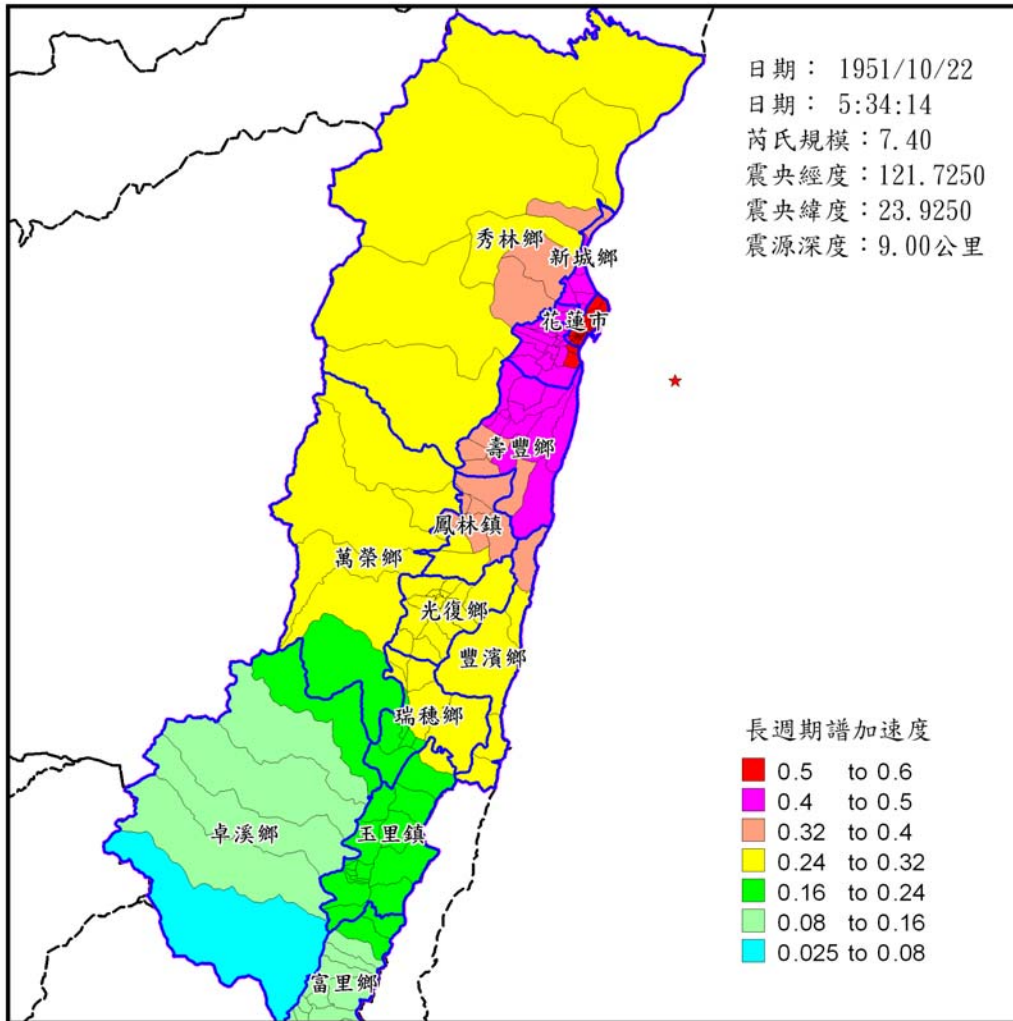 日期： 1951/10/22
日期： 5:34:14
芮氏規模：7.40
震央經度：121.7250
震央緯度：23.9250
震源深度：9.00公里
秀林鄉
新城鄉
花蓮市
壽豐鄉
鳳林鎮
萬榮鄉
光復鄉
豐濱鄉
瑞穗鄉
卓溪鄉
玉里鎮
富里鄉
長週期譜加速度
0.5 to 0.6
0.4 to 0.5
0.32 to 0.4
0.24 to 0.32
0.16 to 0.24
0.08 to 0.16
0.025 to 0.08